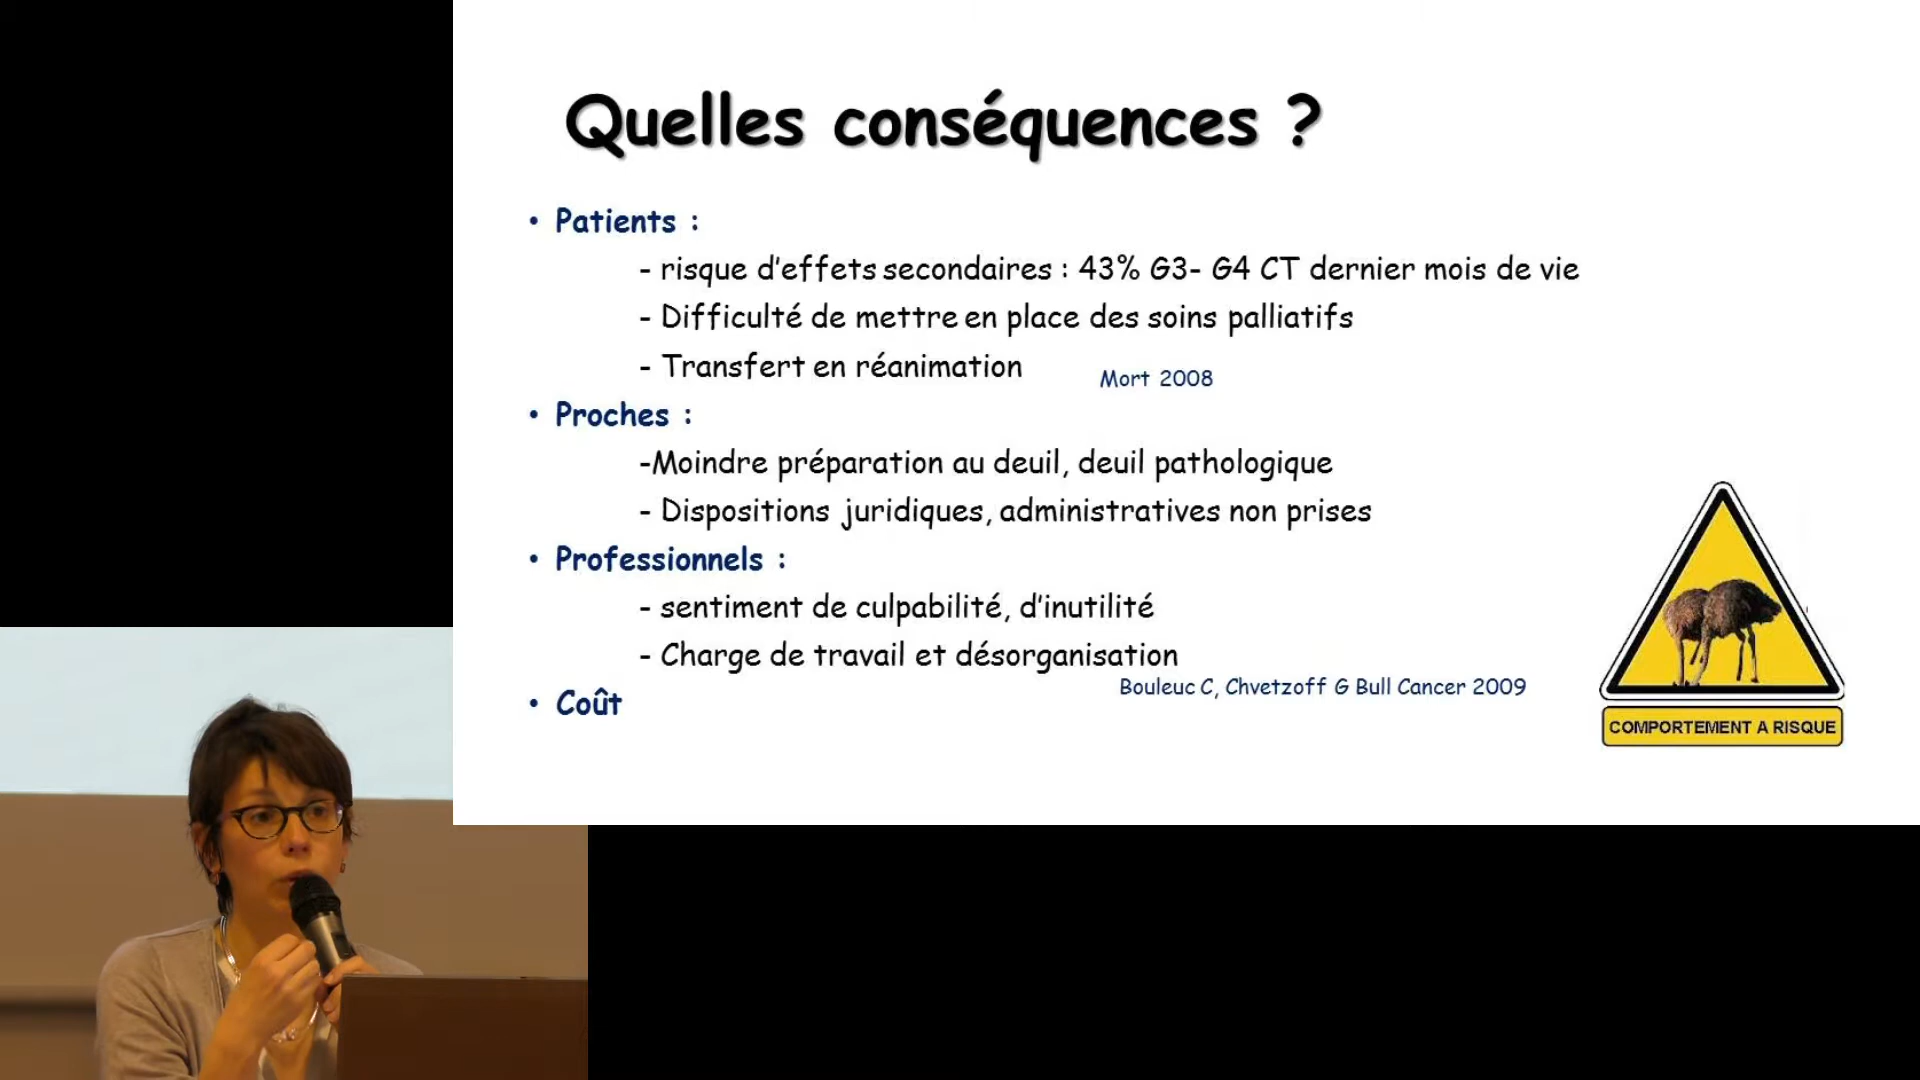 Quelles conséquences ?
• Patients :
- risque d'effets secondaires : 43% G3- G4 CT dernier mois de vie
- Difficulté de mettre en place des soins palliatifs
- Transfert en réanimation
Mort 2008
• Proches :
-Moindre préparation au deuil, deuil pathologique
- Dispositions juridiques, administratives non prises
• Professionnels :
- sentiment de culpabilité, d'inutilité
- Charge de travail et désorganisation
Bouleuc C, Chvetzoff G Bull Cancer 2009
• Coût
COMPORTEMENT A RISQUE